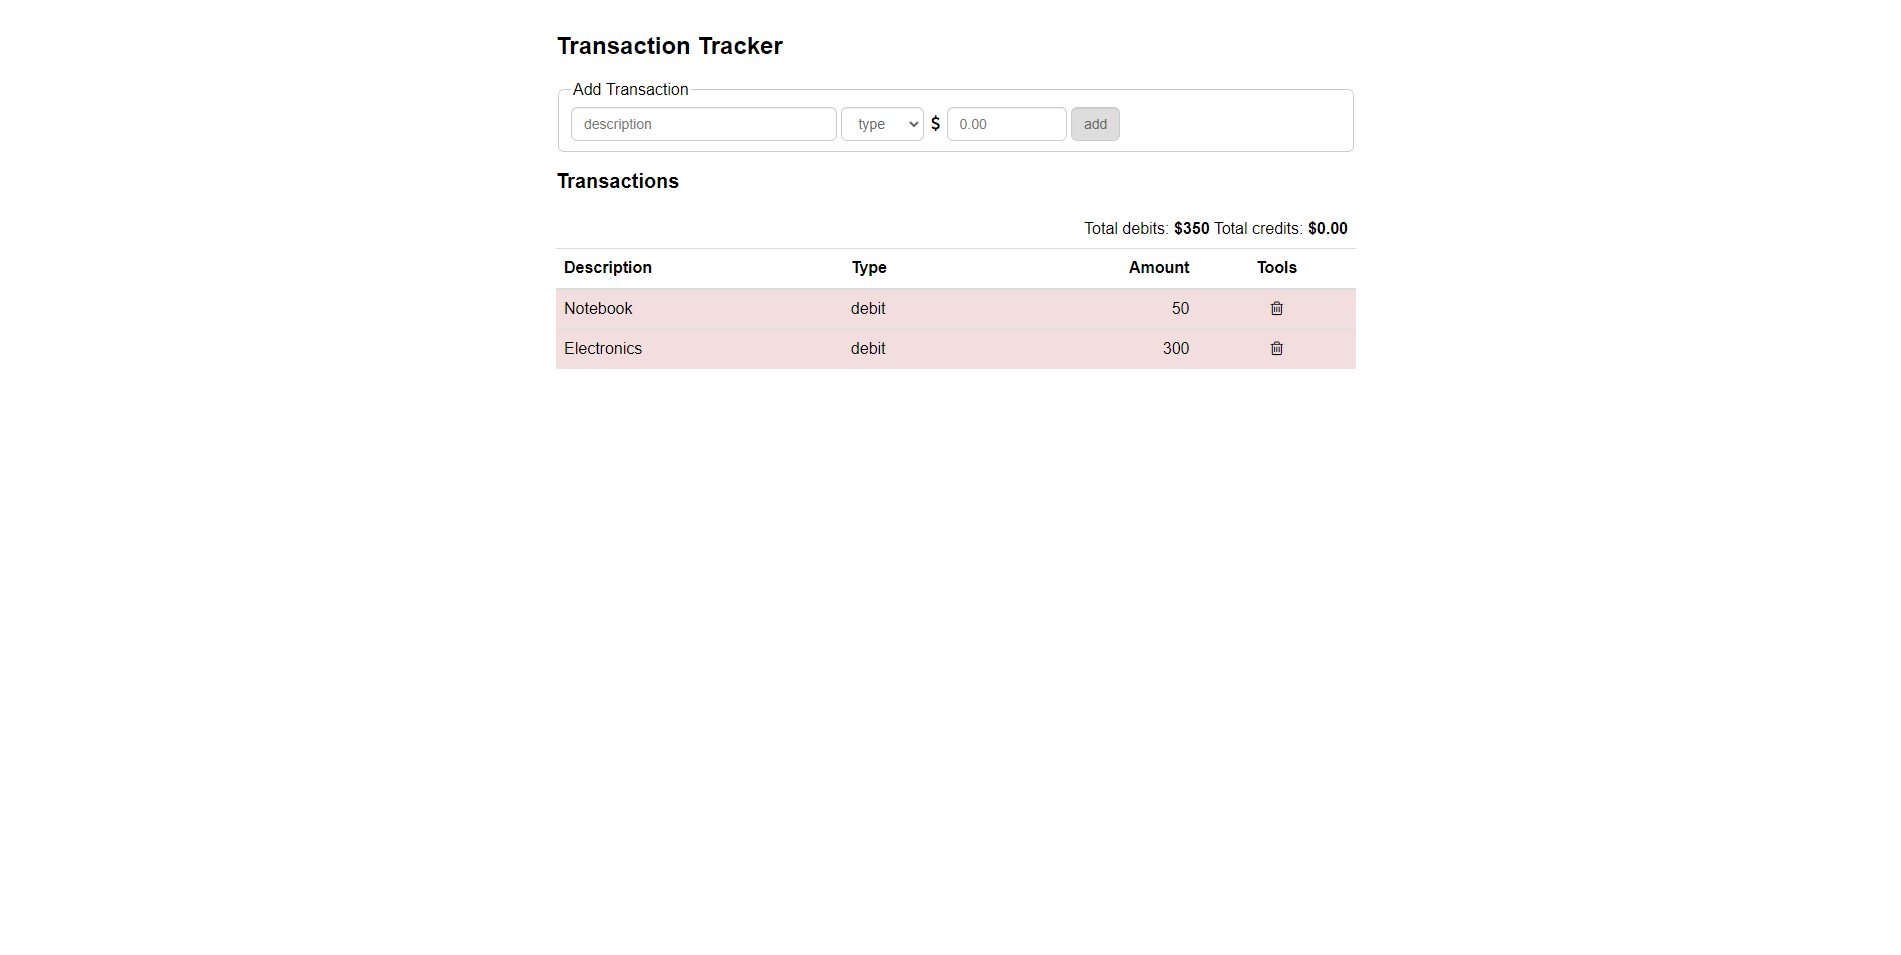 Transaction Tracker
Add Transaction
description type $ 0.00 add
Transactions
Total debits: $350 Total credits: $0.00
Description Type Amount Tools
Notebook debit 50
Electronics debit 300